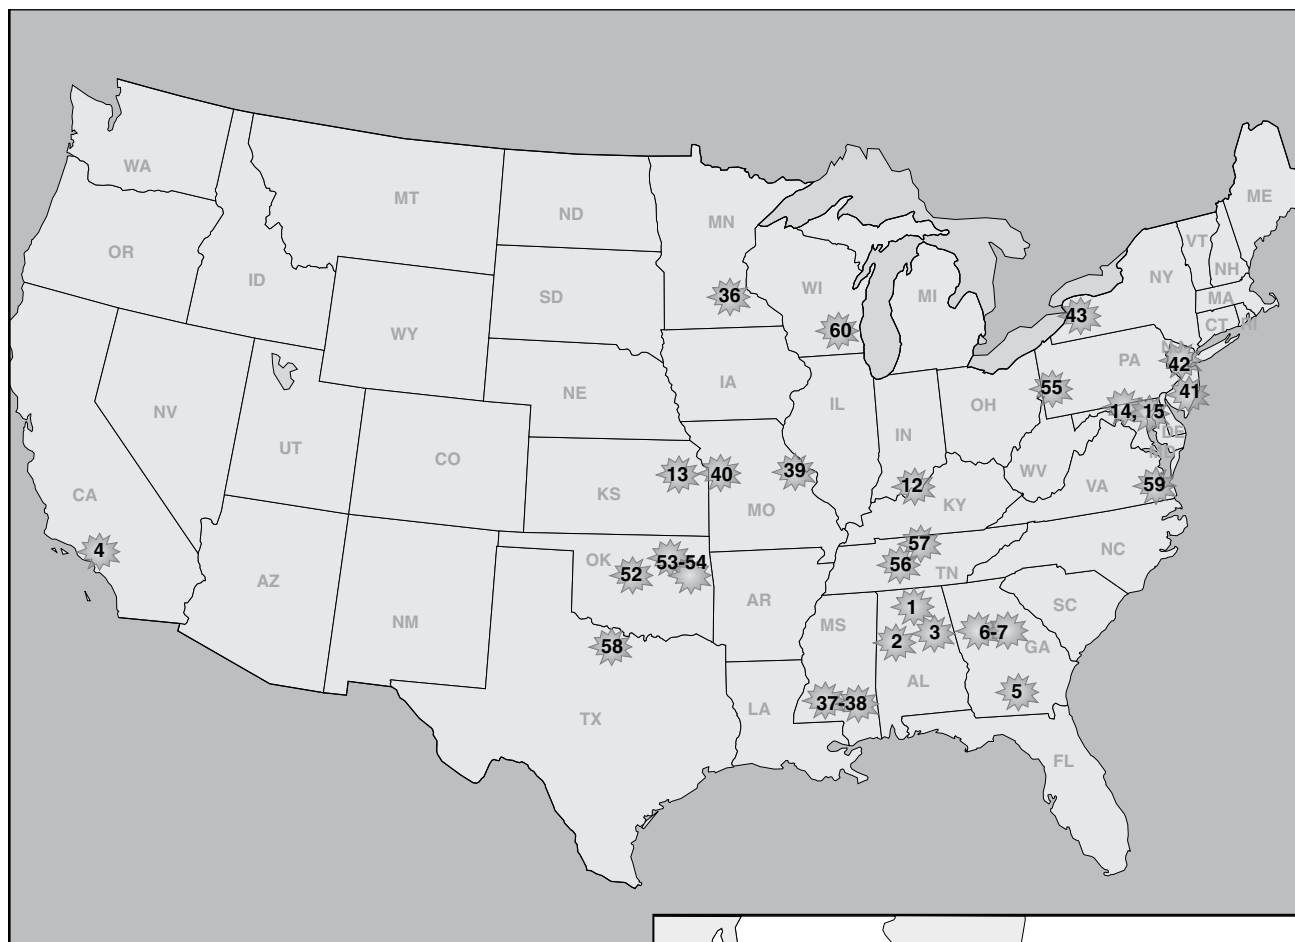 WA
MT
ND
MN
ME
OR
ID
SD
WI
MI
NY
VT
NH
MA
CT
RI
36
60
43
WY
NE
IA
IL
OH
PA
42
55
41
NV
UT
CO
KS
MO
IN
14, 15
DE
CA
13
40
39
12
KY
WV
VA
59
4
AZ
NM
OK
52
53-54
AR
57
56
TN
NC
MS
1
SC
2
3
6-7
GA
58
TX
LA
37-38
AL
5
FL